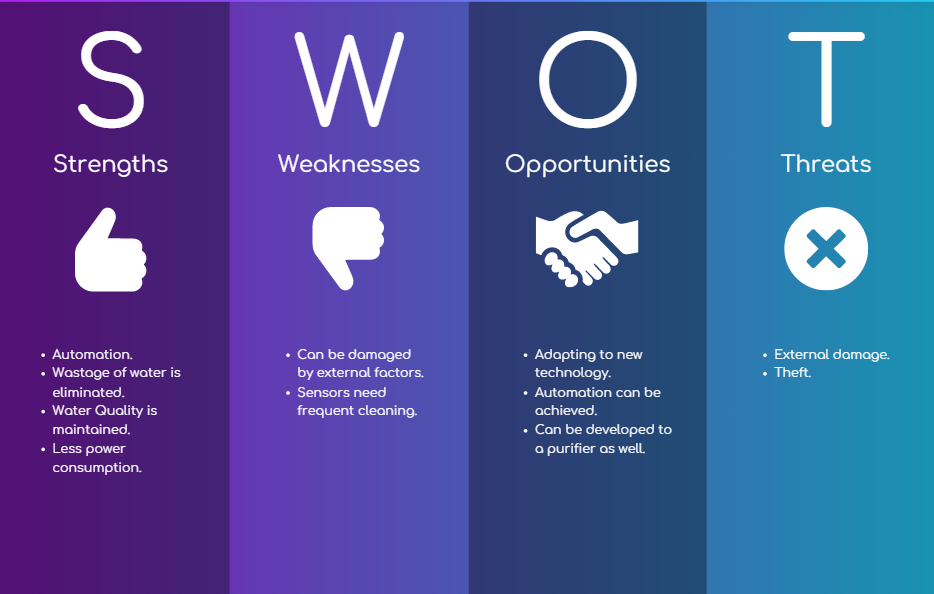 S
Strengths
• Automation.
• Wastage of water is
eliminated.
• Water Quality is
maintained.
• Less power
consumption.
W
Weaknesses
• Can be damaged
by external factors.
• Sensors need
frequent cleaning.
O
Opportunities
• Adapting to new
technology.
• Automation can be
achieved.
• Can be developed to
a purifier as well.
T
Threats
• External damage.
• Theft.